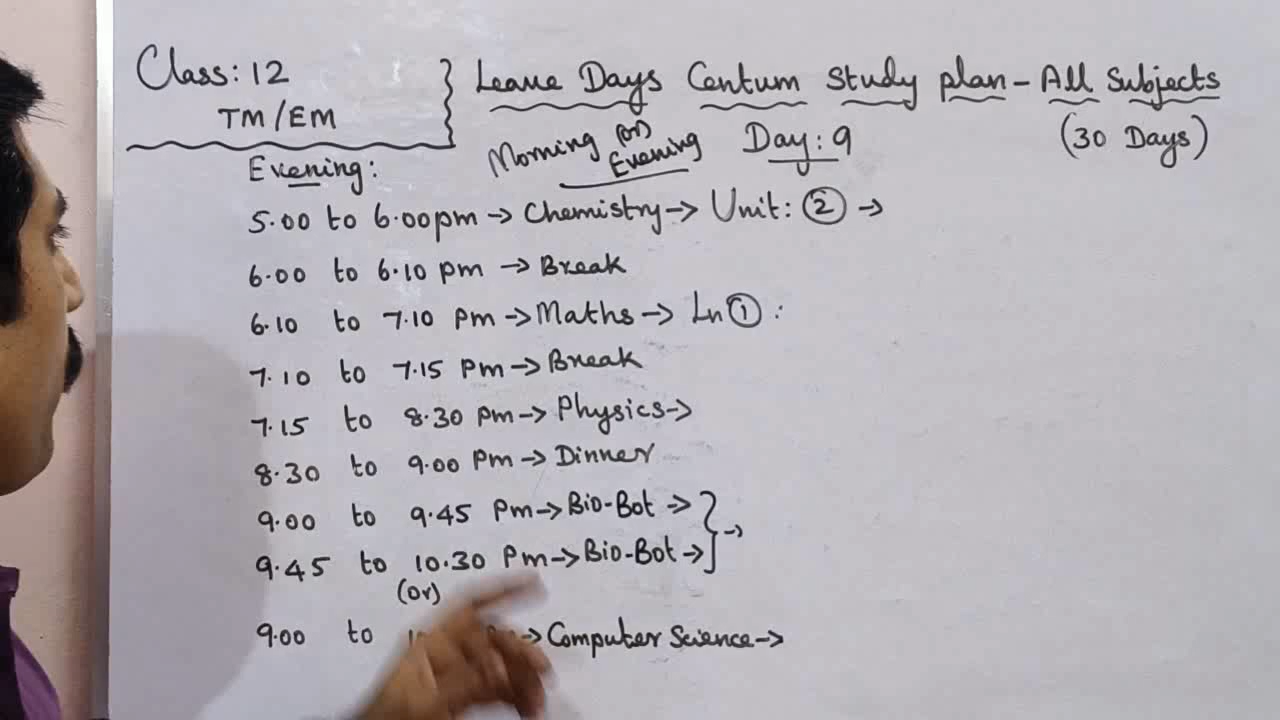 Class: 12
TM/EM
Leave Days Centum Study plan - All Subjects
(30 Days)
Morning (or) Evening
Day: 9
Evening:
5.00 to 6.00pm → Chemistry → Unit: ② →
6.00 to 6.10 pm → Break
6.10 to 7.10 pm → Maths → Ln ① :
7.10 to 7.15 pm → Break
7.15 to 8.30 pm → Physics →
8.30 to 9.00 pm → Dinner
9.00 to 9.45 pm → Bio-Bot →
9.45 to 10.30 pm → Bio-Bot → } →
(or)
9.00 to → Computer Science →